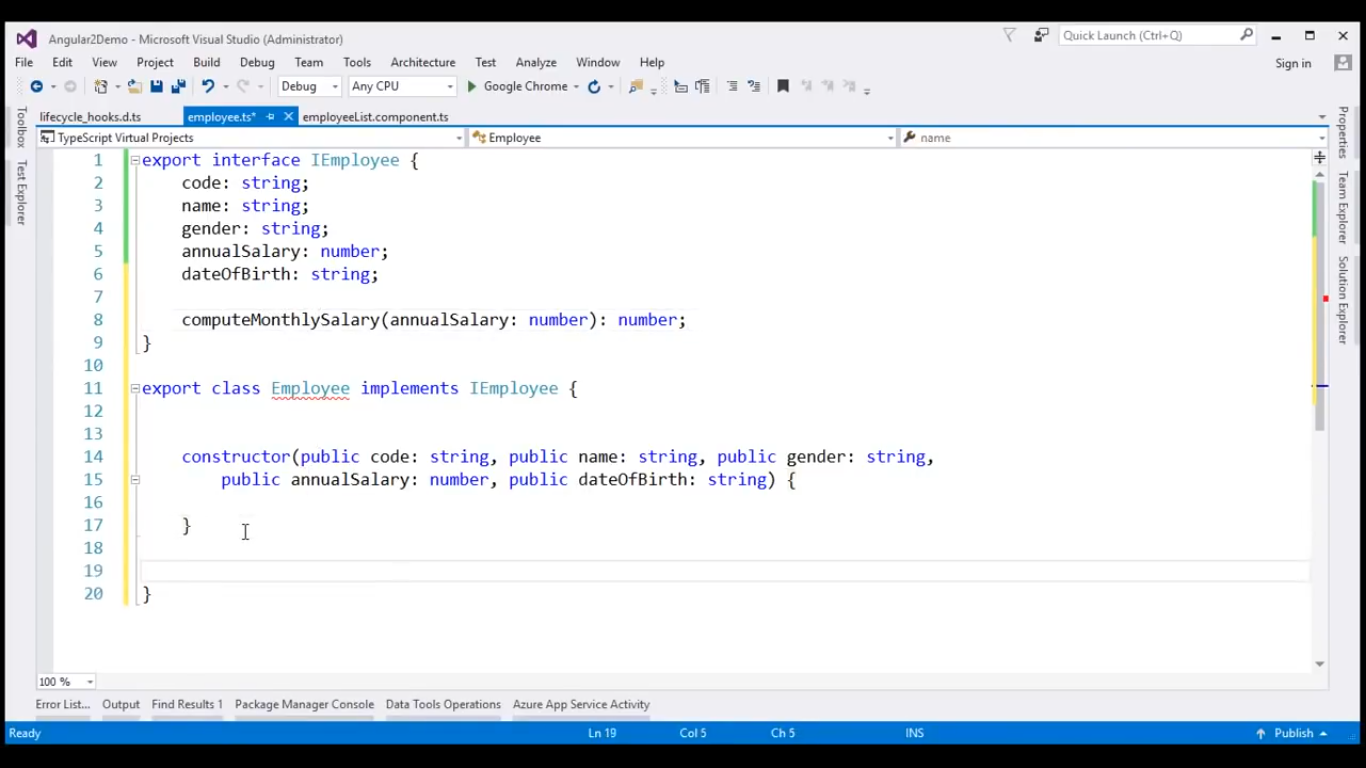 Angular2Demo - Microsoft Visual Studio (Administrator)
Quick Launch (Ctrl+Q)
File Edit View Project Build Debug Team Tools Architecture Test Analyze Window Help
Sign in
Debug Any CPU Google Chrome
lifecycle_hooks.d.ts employee.ts* employeeList.component.ts
TypeScript Virtual Projects Employee name
Toolbox
Test Explorer
Properties
Team Explorer
Solution Explorer
1 export interface IEmployee {
2 code: string;
3 name: string;
4 gender: string;
5 annualSalary: number;
6 dateOfBirth: string;
7
8 computeMonthlySalary(annualSalary: number): number;
9 }
10
11 export class Employee implements IEmployee {
12
13
14 constructor(public code: string, public name: string, public gender: string,
15 public annualSalary: number, public dateOfBirth: string) {
16
17 }
18
19
20 }
100 %
Error List... Output Find Results 1 Package Manager Console Data Tools Operations Azure App Service Activity
Ready Ln 19 Col 5 Ch 5 INS Publish